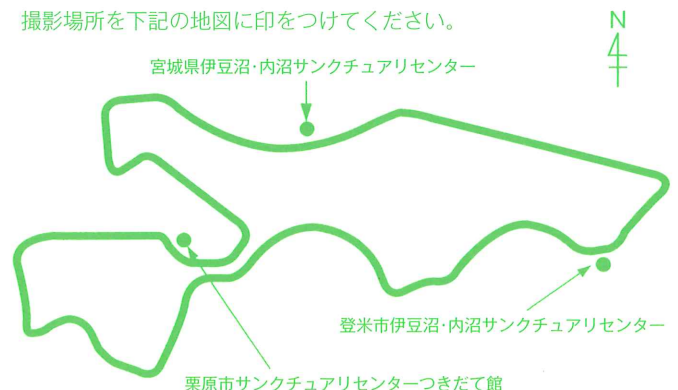 撮影場所を下記の地図に印をつけてください。
N
宮城県伊豆沼・内沼サンクチュアリセンター
登米市伊豆沼・内沼サンクチュアリセンター
栗原市サンクチュアリセンターつきだて館